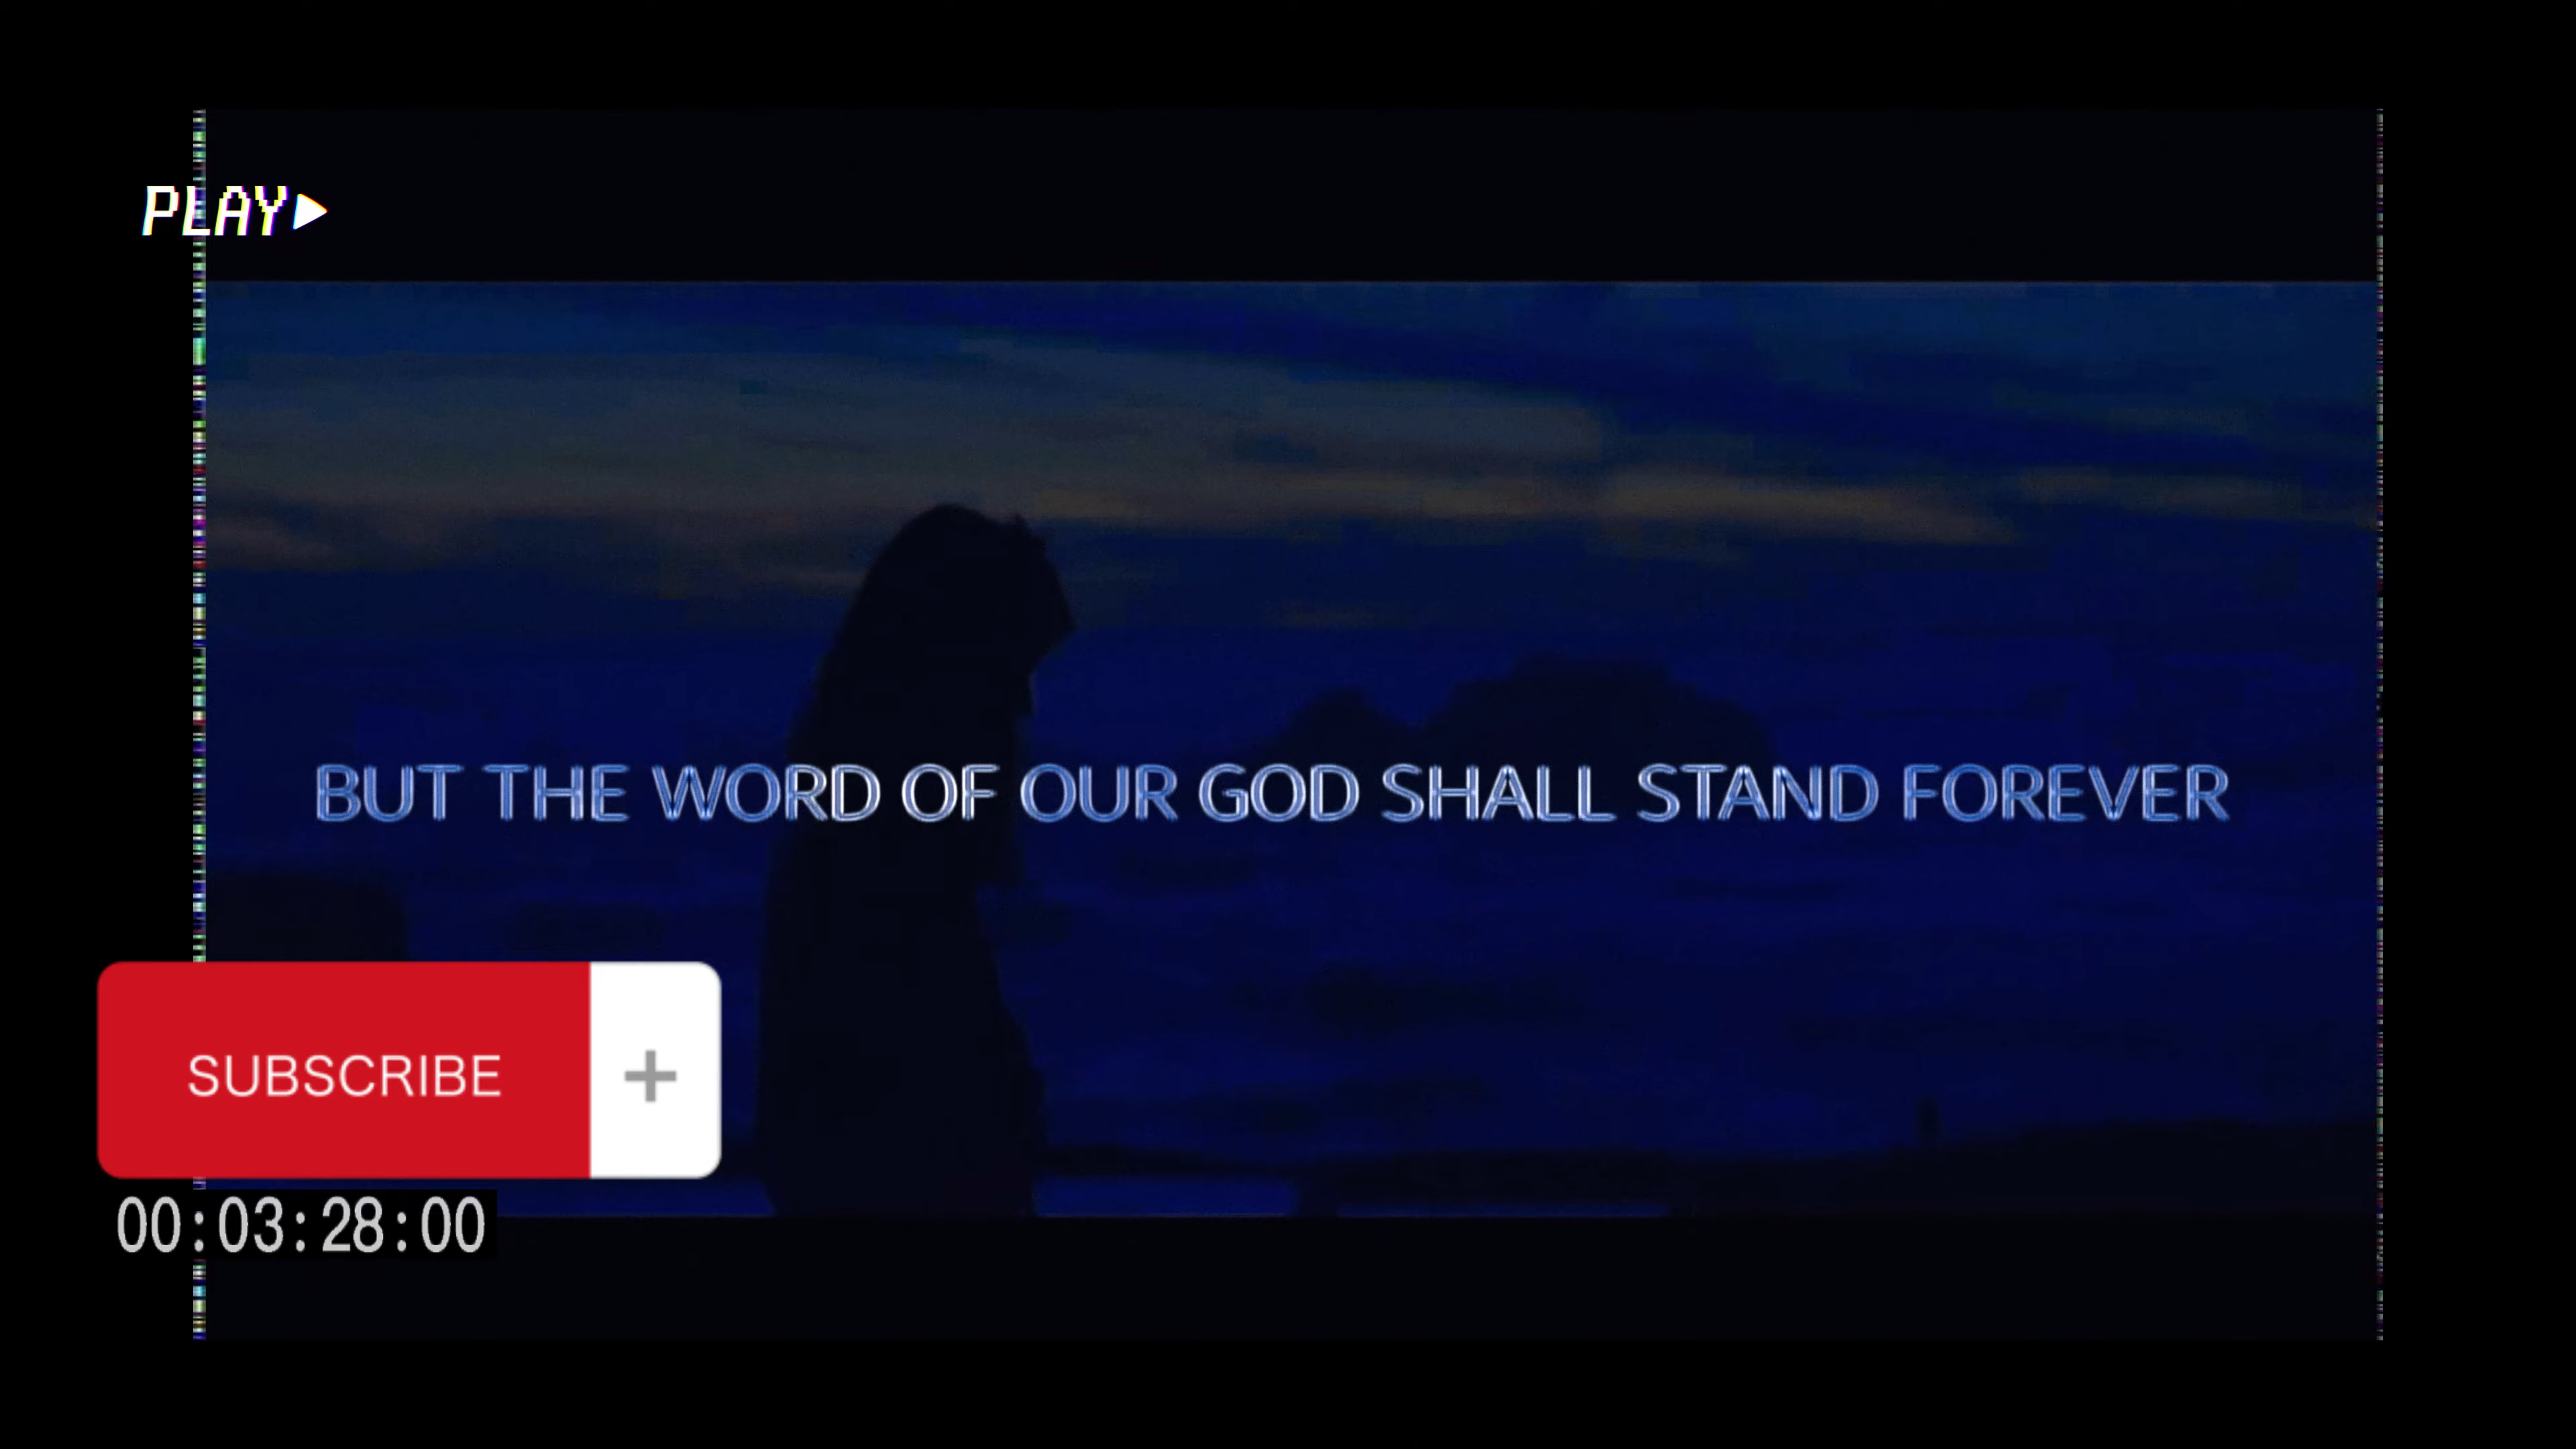 PLAY
BUT THE WORD OF OUR GOD SHALL STAND FOREVER
SUBSCRIBE
00:03:28:00